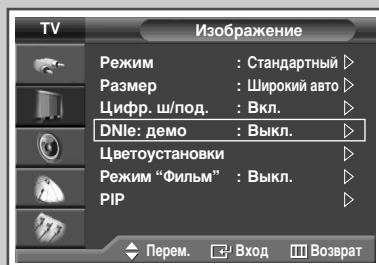 TV Изображение
Режим : Стандартный
Размер : Широкий авто
Цифр. ш/под. : Вкл.
DNIe: демо : Выкл.
Цветоустановки
Режим “Фильм” : Выкл.
PIP
Перем. Вход Возврат